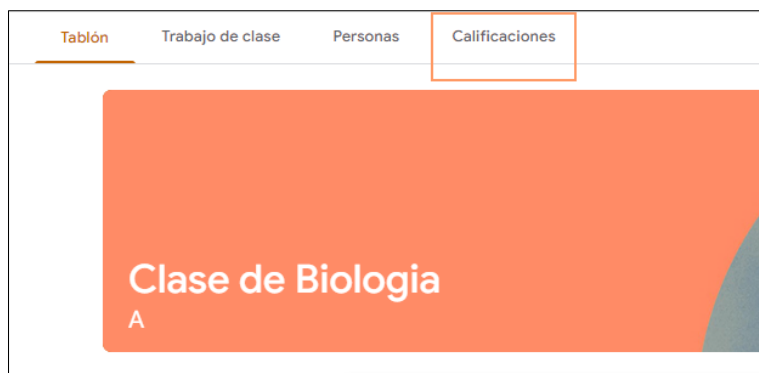 Tablón Trabajo de clase Personas Calificaciones
Clase de Biologia
A